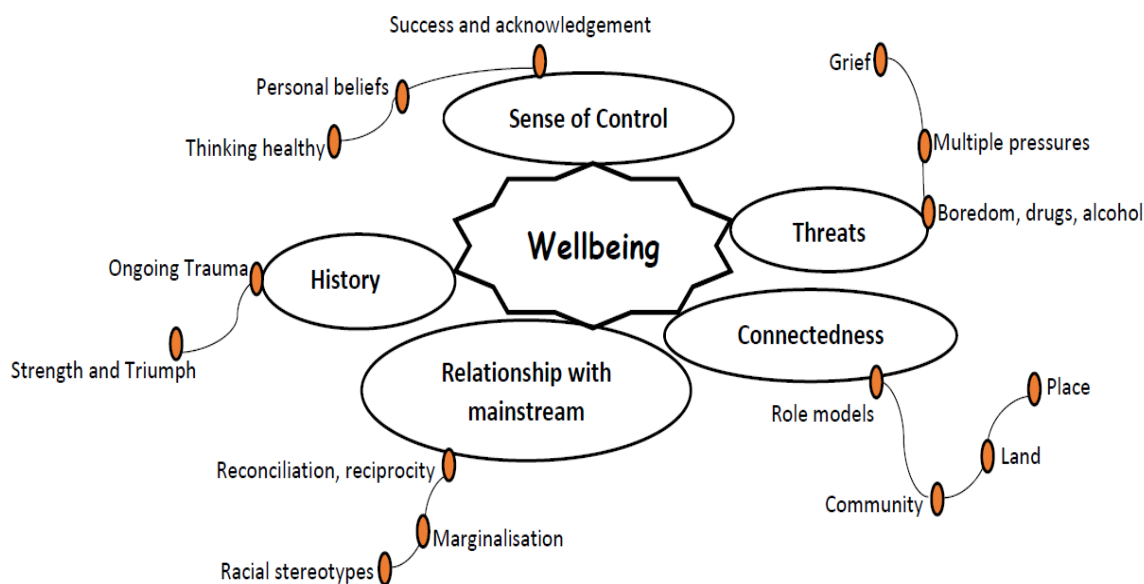 Success and acknowledgement
Personal beliefs
Thinking healthy
Sense of Control
Grief
Multiple pressures
Boredom, drugs, alcohol
Threats
Wellbeing
History
Ongoing Trauma
Strength and Triumph
Connectedness
Role models
Place
Land
Community
Relationship with
mainstream
Reconciliation, reciprocity
Marginalisation
Racial stereotypes